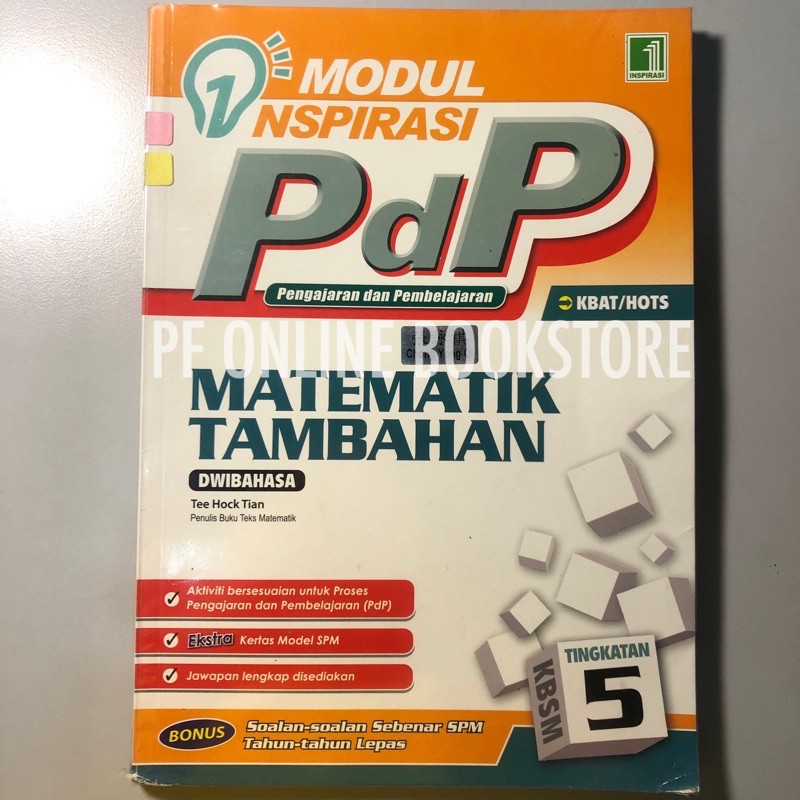 1 MODUL
INSPIRASI
INSPIRASI
PdP
Pengajaran dan Pembelajaran
KBAT/HOTS
PE ONLINE BOOKSTORE
MATEMATIK
TAMBAHAN
DWIBAHASA
Tee Hock Tian
Penulis Buku Teks Matematik
Aktiviti bersesuaian untuk Proses
Pengajaran dan Pembelajaran (PdP)
Ekstra Kertas Model SPM
Jawapan lengkap disediakan
TINGKATAN
5
KBSM
BONUS
Soalan-soalan Sebenar SPM
Tahun-tahun Lepas